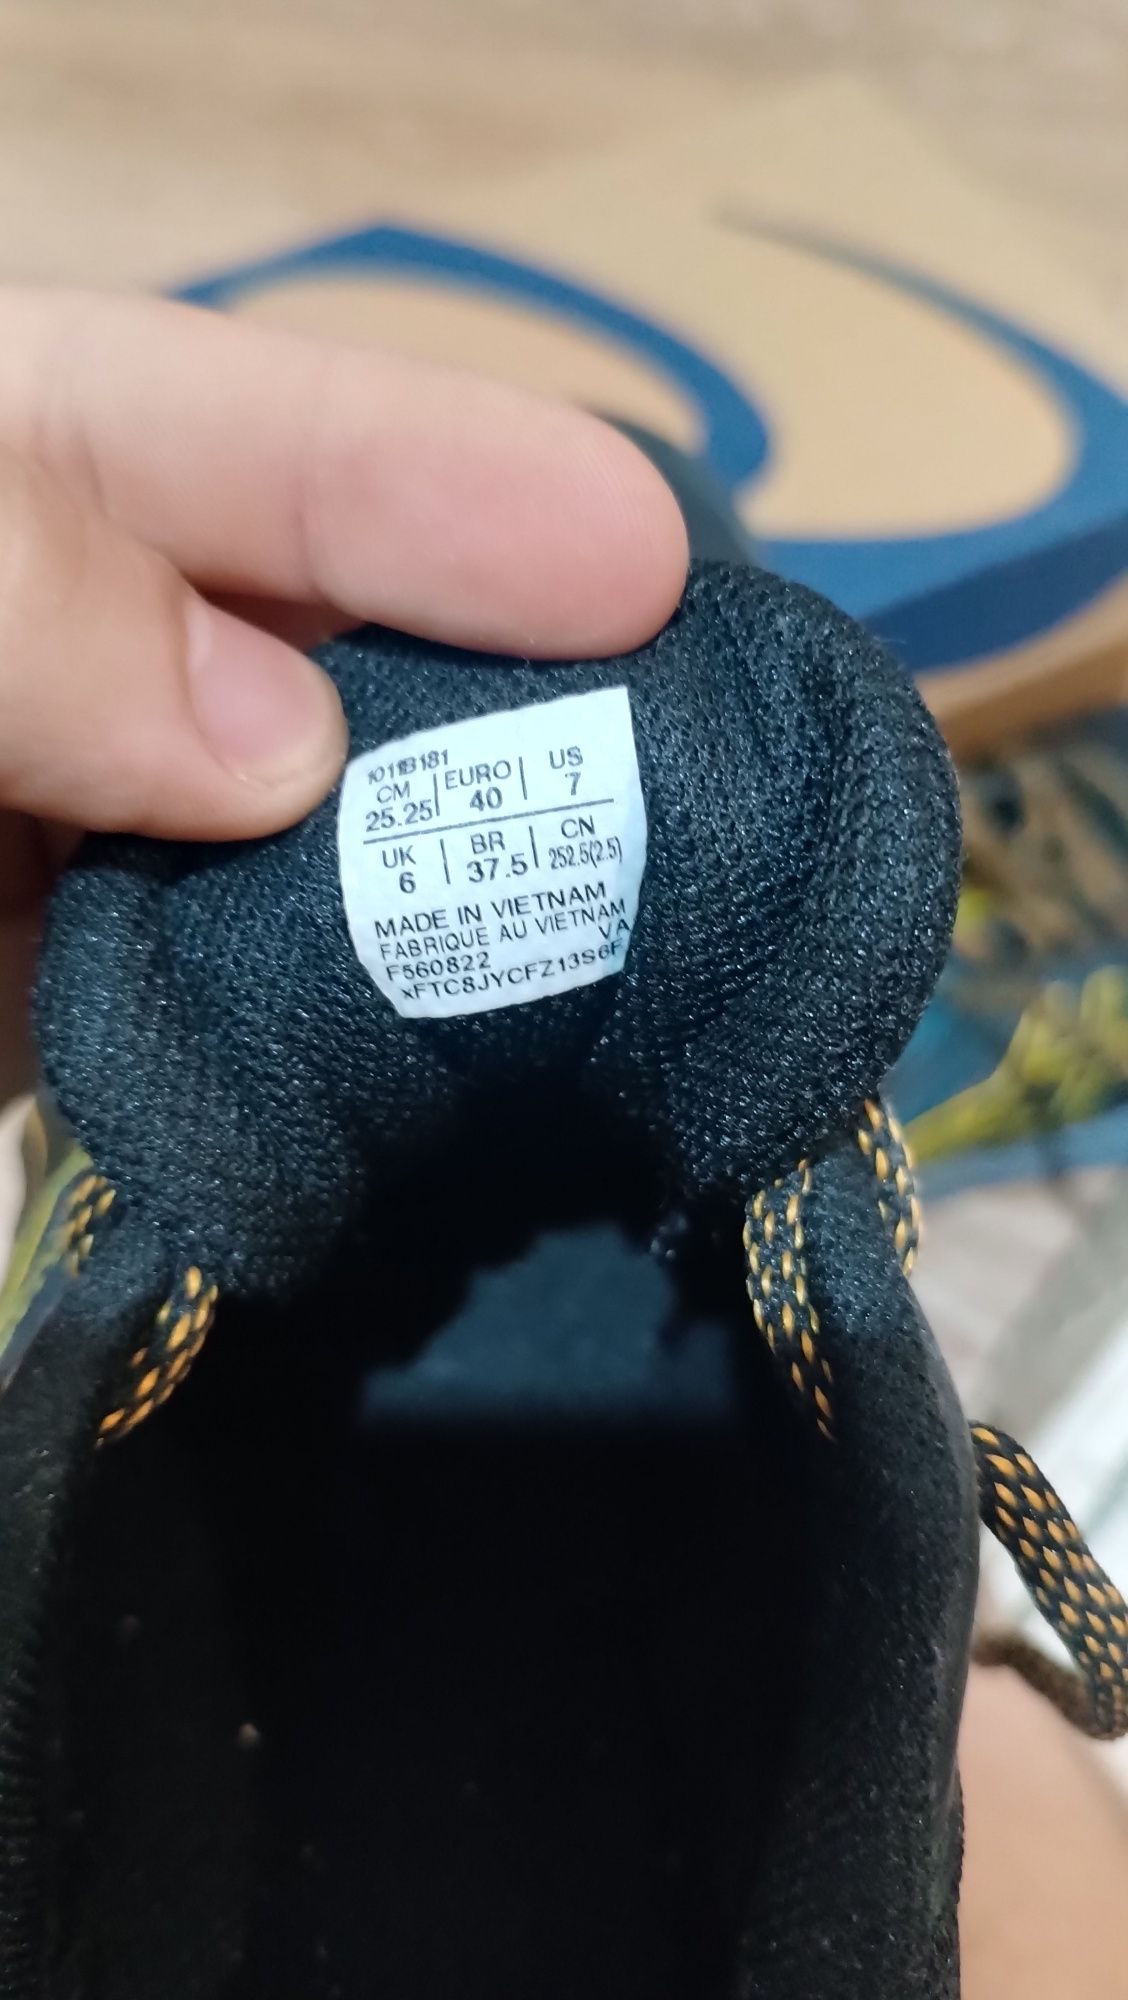 1011B181
CM | EURO | US
25.25 | 40 | 7
UK | BR | CN
6 | 37.5 | 252.5(2.5)
MADE IN VIETNAM
FABRIQUE AU VIETNAM
F560822 VA
xFTC8JYCFZ13S6F